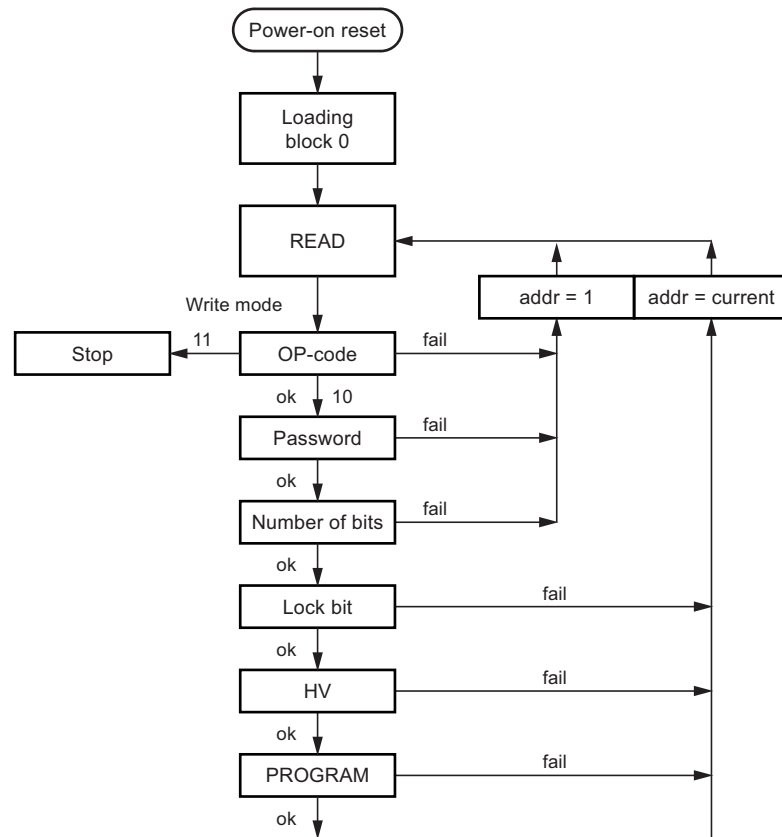 Power-on reset
Loading
block 0
READ
addr = 1
addr = current
Write mode
Stop
11
OP-code
fail
ok
10
Password
fail
ok
Number of bits
fail
ok
Lock bit
fail
ok
HV
fail
ok
PROGRAM
fail
ok